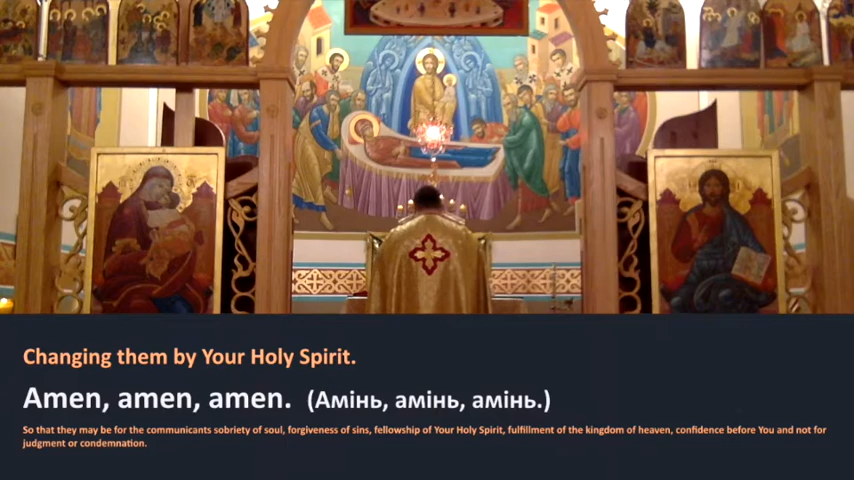 Changing them by Your Holy Spirit.
Amen, amen, amen. (Амінь, амінь, амінь.)
So that they may be for the communicants sobriety of soul, forgiveness of sins, fellowship of Your Holy Spirit, fulfillment of the kingdom of heaven, confidence before You and not for
judgment or condemnation.